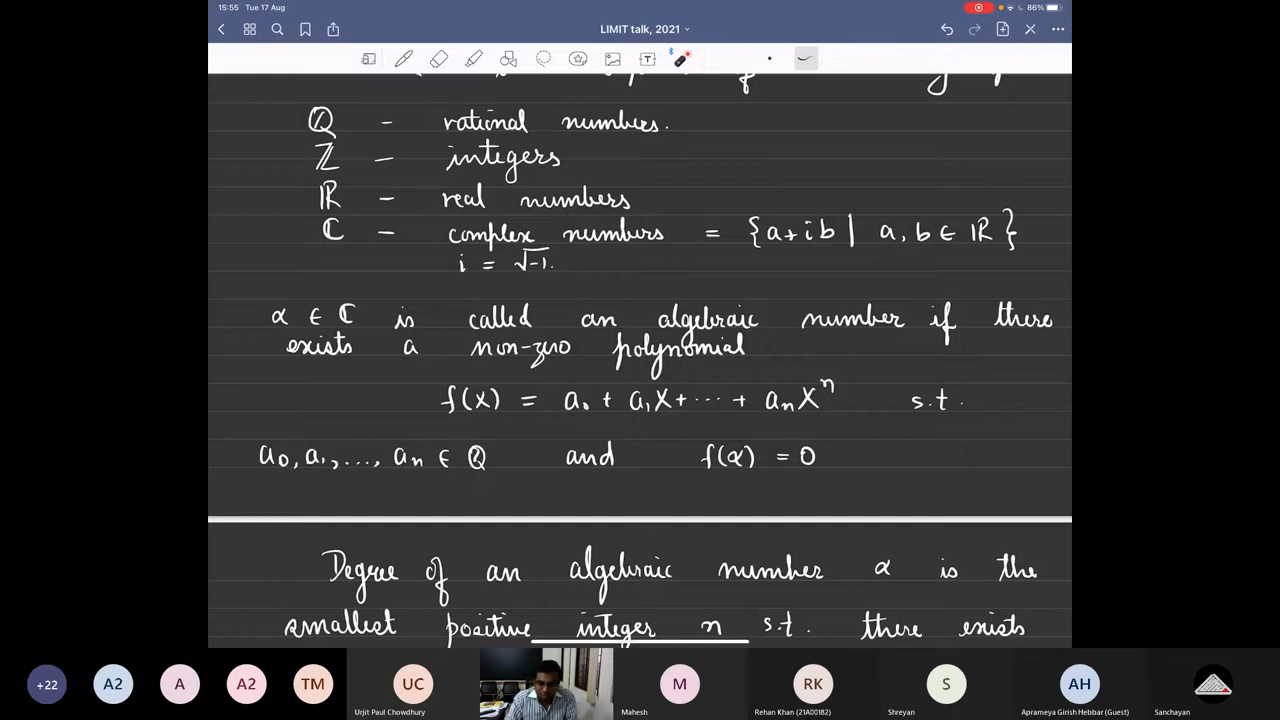 15:55 Tue 17 Aug
86%
LIMIT talk, 2021
ℚ - rational numbers.
ℤ - integers
ℝ - real numbers
ℂ - complex numbers = {a+ib | a, b ∈ ℝ}
i = √-1.
α ∈ ℂ is called an algebraic number if there
exists a non-zero polynomial
f(X) = a₀ + a₁X + ··· + aₙXⁿ s.t.
a₀, a₁, ..., aₙ ∈ ℚ and f(α) = 0
Degree of an algebraic number α is the
smallest positive integer n s.t. there exists
+22
A2
A
A2
TM
UC
M
RK
S
AH
Urjit Paul Chowdhury
Mahesh
Rehan Khan (21A00182)
Shreyan
Aprameya Girish Hebbar (Guest)
Sanchayan